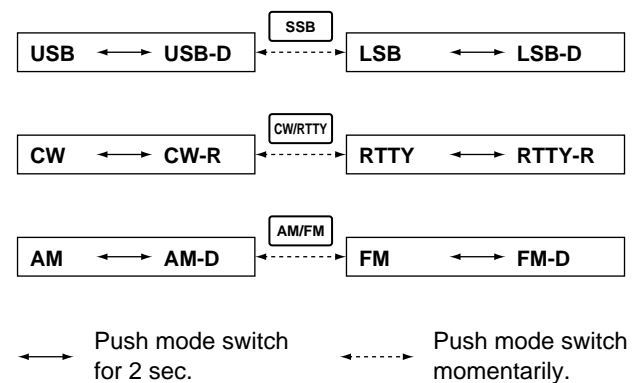 SSB
USB USB-D LSB LSB-D
CW/RTTY
CW CW-R RTTY RTTY-R
AM/FM
AM AM-D FM FM-D
Push mode switch
for 2 sec.
Push mode switch
momentarily.